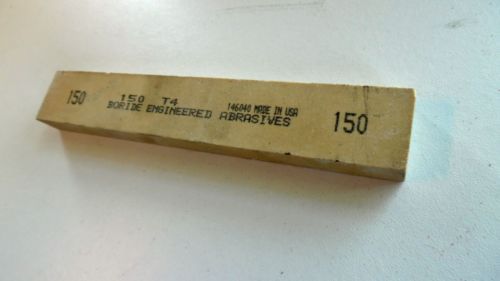 150
150 T4
BORIDE ENGINEERED ABRASIVES
146040 MADE IN USA
150